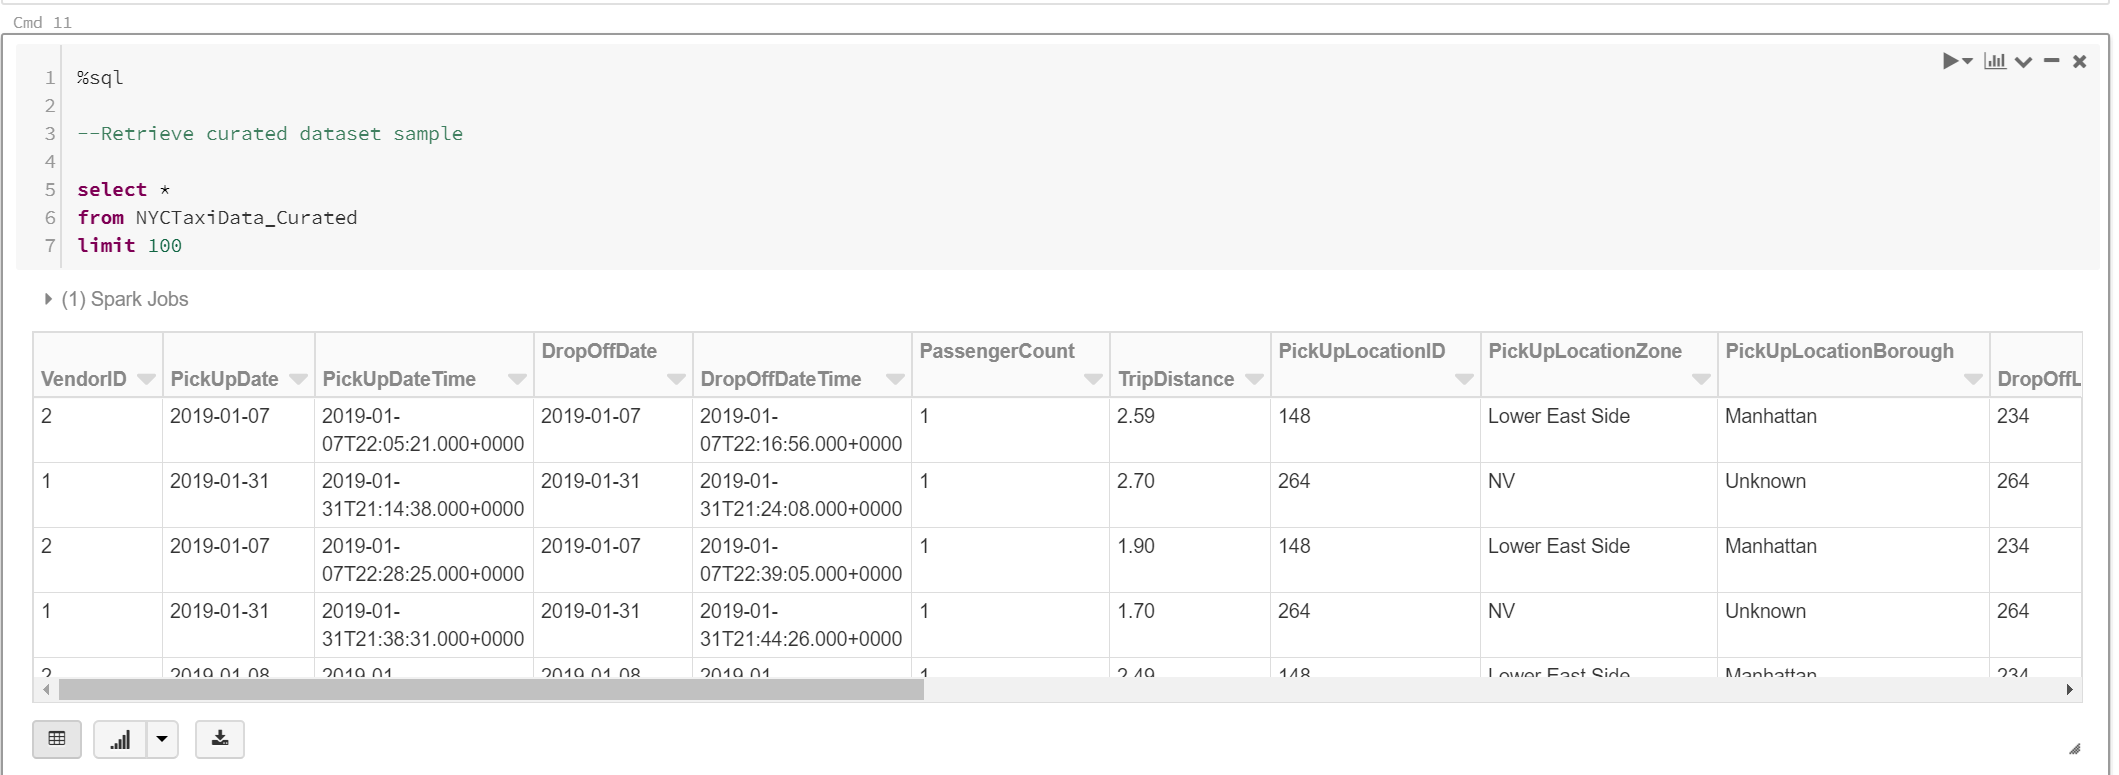 Cmd 11
1 %sql
2
3 --Retrieve curated dataset sample
4
5 select *
6 from NYCTaxiData_Curated
7 limit 100
(1) Spark Jobs
VendorID PickUpDate PickUpDateTime DropOffDate DropOffDateTime PassengerCount TripDistance PickUpLocationID PickUpLocationZone PickUpLocationBorough DropOffL
2 2019-01-07 2019-01- 2019-01-07 2019-01- 1 2.59 148 Lower East Side Manhattan 234
07T22:05:21.000+0000 07T22:16:56.000+0000
1 2019-01-31 2019-01- 2019-01-31 2019-01- 1 2.70 264 NV Unknown 264
31T21:14:38.000+0000 31T21:24:08.000+0000
2 2019-01-07 2019-01- 2019-01-07 2019-01- 1 1.90 148 Lower East Side Manhattan 234
07T22:28:25.000+0000 07T22:39:05.000+0000
1 2019-01-31 2019-01- 2019-01-31 2019-01- 1 1.70 264 NV Unknown 264
31T21:38:31.000+0000 31T21:44:26.000+0000
2 2019-01-08 2019-01- 2019-01-08 2019-01- 1 2.49 148 Lower East Side Manhattan 234